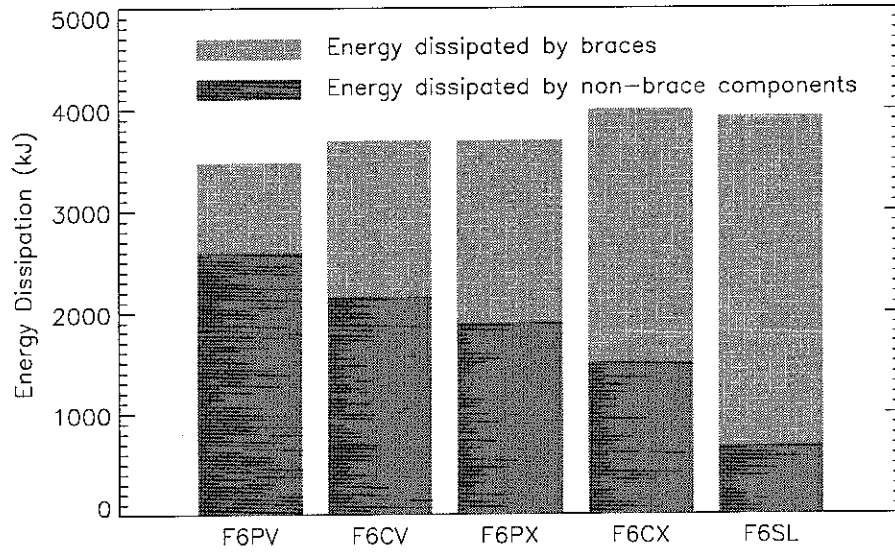 5000
Energy dissipated by braces
Energy dissipated by non-brace components
4000
3000
2000
1000
0
Energy Dissipation (kJ)
F6PV F6CV F6PX F6CX F6SL